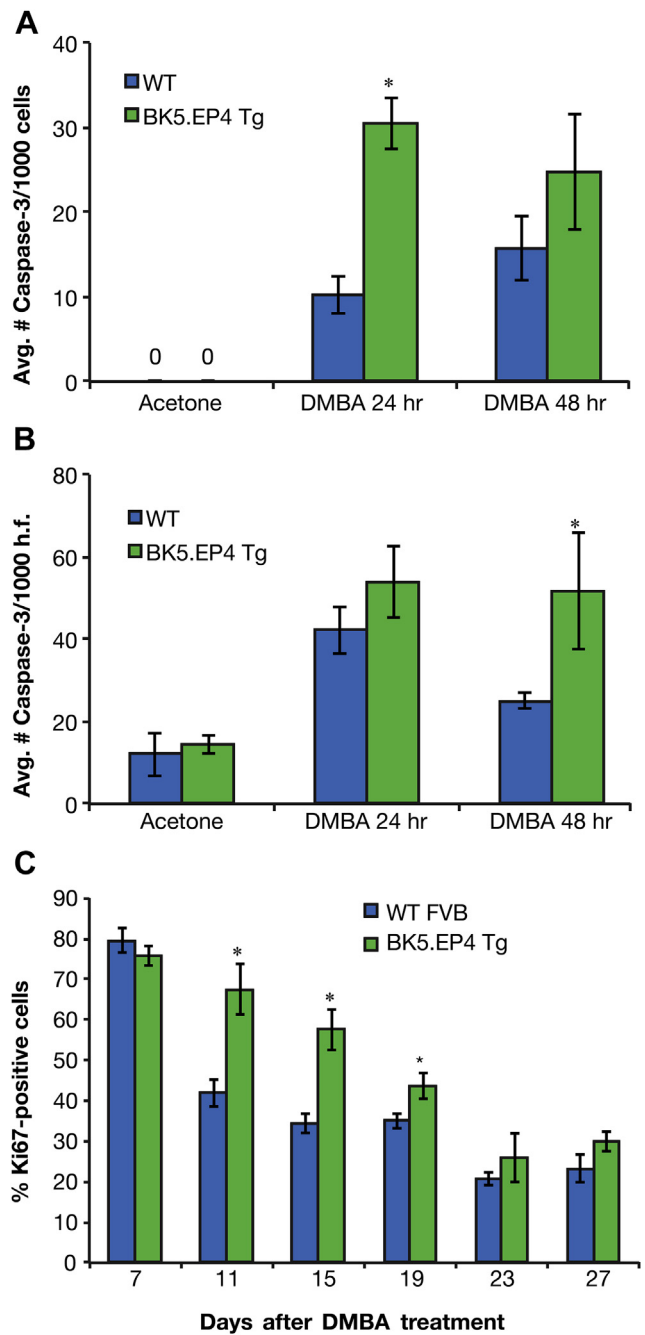 A
Avg. # Caspase-3/1000 cells
40
30
20
10
0
WT
BK5.EP4 Tg
*
0 0
Acetone DMBA 24 hr DMBA 48 hr
B
Avg. # Caspase-3/1000 h.f.
80
60
40
20
0
WT
BK5.EP4 Tg
*
Acetone DMBA 24 hr DMBA 48 hr
C
% Ki67-positive cells
90
80
70
60
50
40
30
20
10
0
WT FVB
BK5.EP4 Tg
*
*
*
7 11 15 19 23 27
Days after DMBA treatment